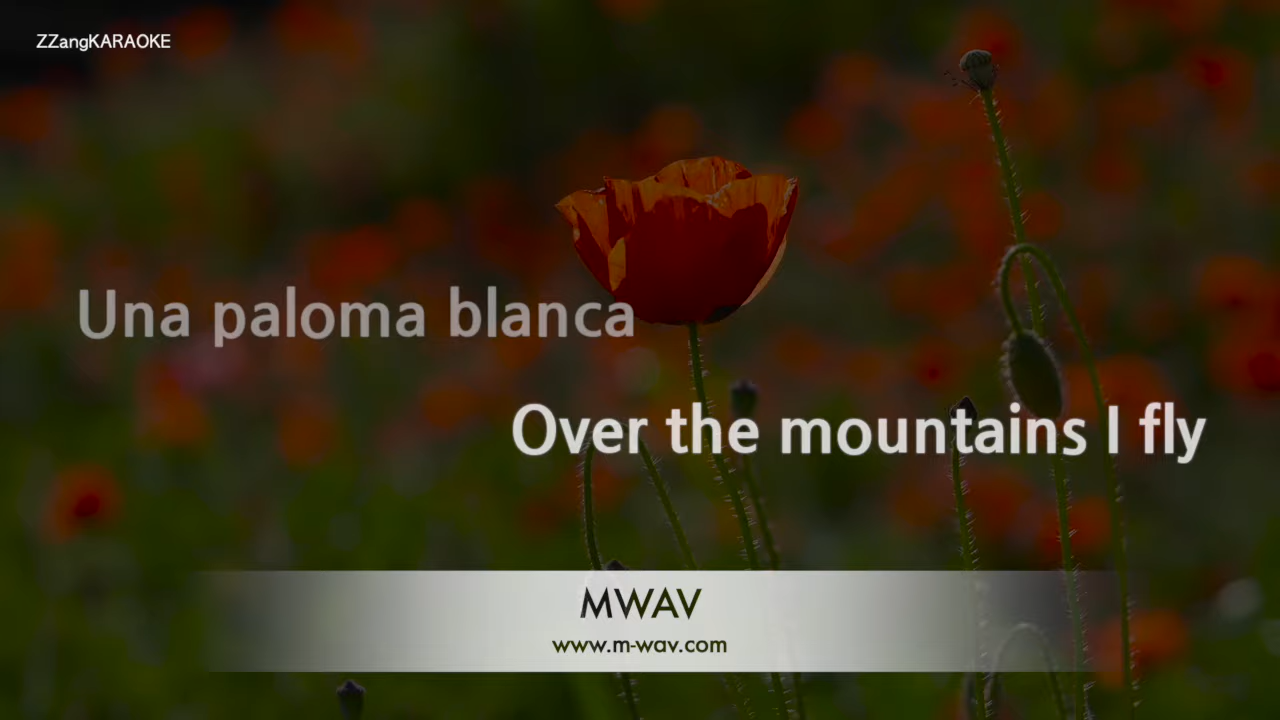 ZZangKARAOKE
Una paloma blanca
Over the mountains I fly
MWAV
www.m-wav.com